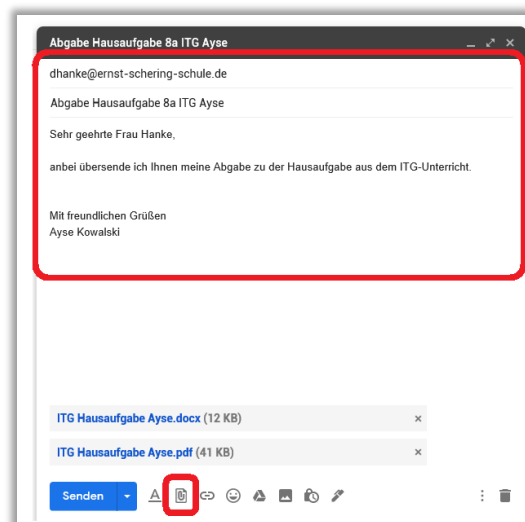 Abgabe Hausaufgabe 8a ITG Ayse
dhanke@ernst-schering-schule.de
Abgabe Hausaufgabe 8a ITG Ayse
Sehr geehrte Frau Hanke,
anbei übersende ich Ihnen meine Abgabe zu der Hausaufgabe aus dem ITG-Unterricht.
Mit freundlichen Grüßen
Ayse Kowalski
ITG Hausaufgabe Ayse.docx (12 KB)
ITG Hausaufgabe Ayse.pdf (41 KB)
Senden